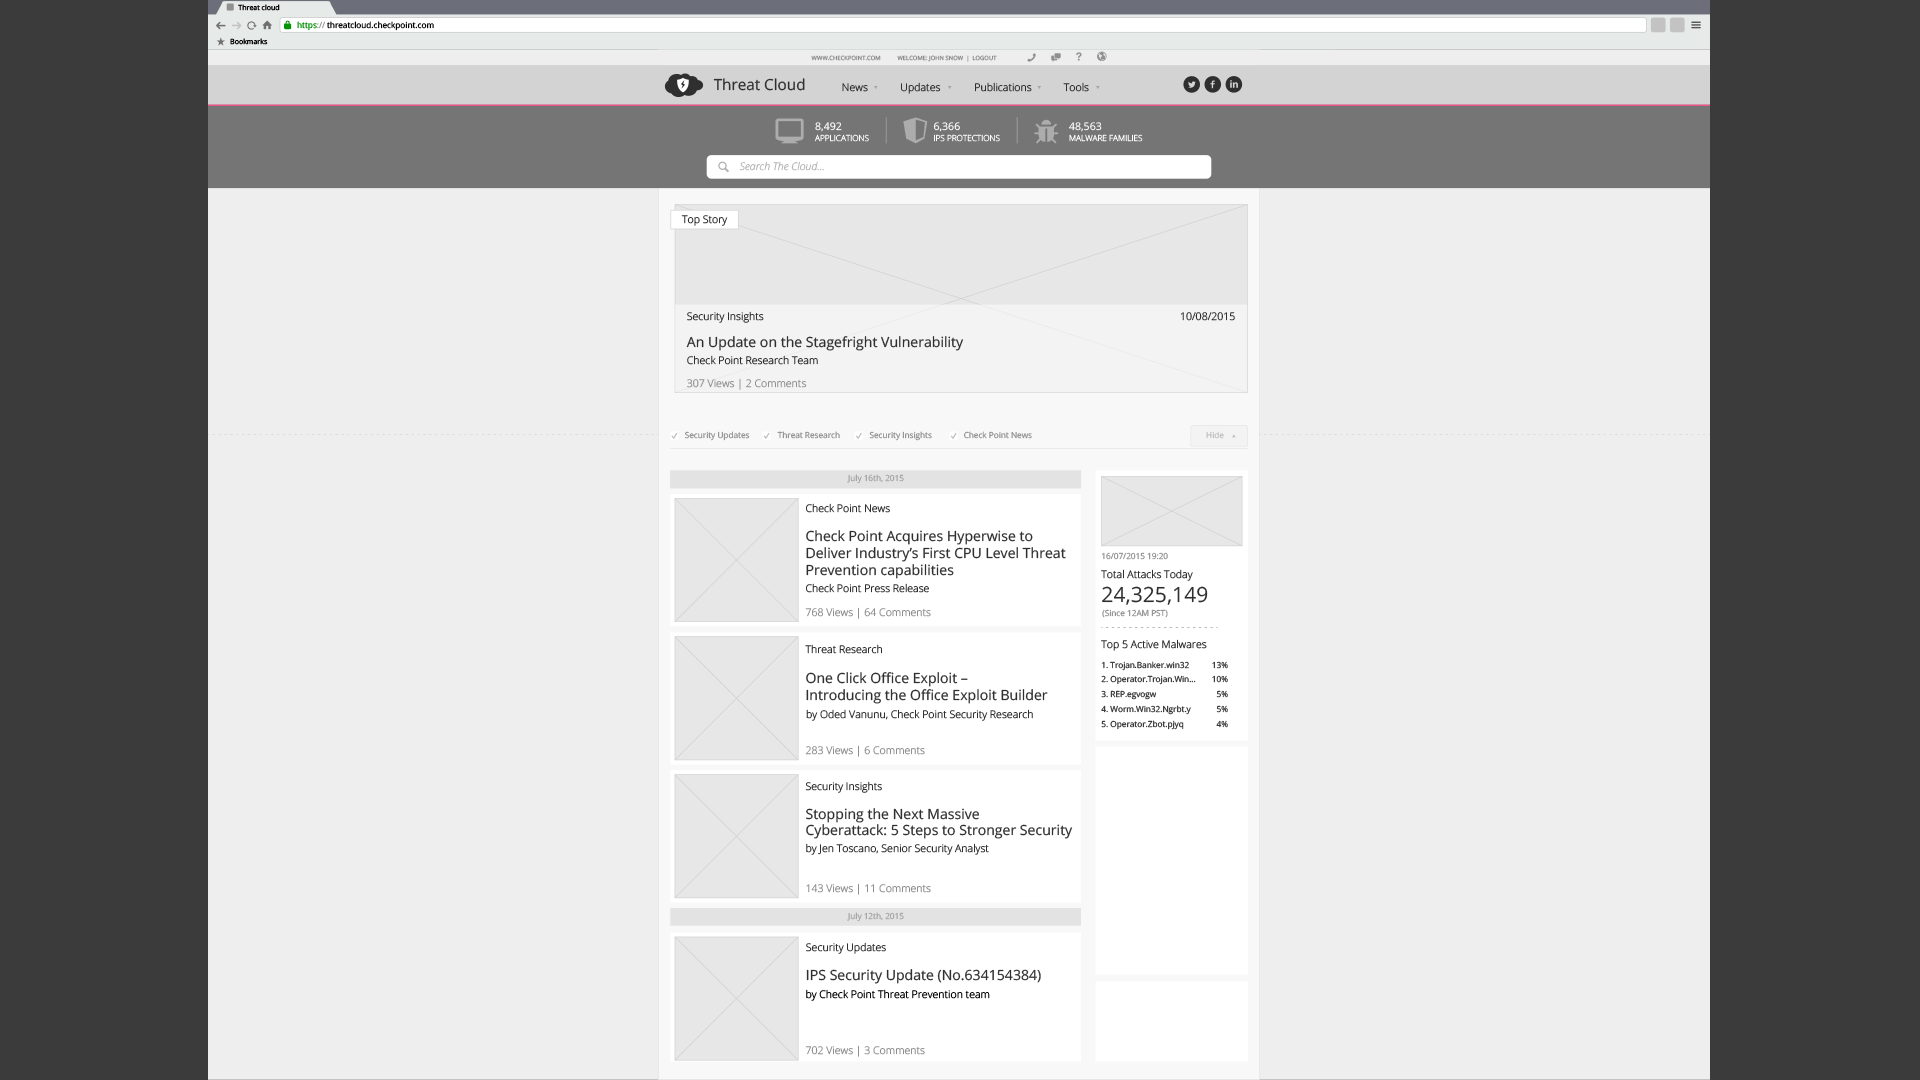 Threat cloud
https:// threatcloud.checkpoint.com
Bookmarks
WWW.CHECKPOINT.COM WELCOME: JOHN SNOW | LOGOUT ?
Threat Cloud News Updates Publications Tools
8,492
APPLICATIONS
6,366
IPS PROTECTIONS
48,563
MALWARE FAMILIES
Search The Cloud...
Top Story
Security Insights 10/08/2015
An Update on the Stagefright Vulnerability
Check Point Research Team
307 Views | 2 Comments
Security Updates Threat Research Security Insights Check Point News Hide
July 16th, 2015
Check Point News
Check Point Acquires Hyperwise to
Deliver Industry’s First CPU Level Threat
Prevention capabilities
Check Point Press Release
768 Views | 64 Comments
Threat Research
One Click Office Exploit –
Introducing the Office Exploit Builder
by Oded Vanunu, Check Point Security Research
283 Views | 6 Comments
Security Insights
Stopping the Next Massive
Cyberattack: 5 Steps to Stronger Security
by Jen Toscano, Senior Security Analyst
143 Views | 11 Comments
July 12th, 2015
Security Updates
IPS Security Update (No.634154384)
by Check Point Threat Prevention team
702 Views | 3 Comments
16/07/2015 19:20
Total Attacks Today
24,325,149
(Since 12AM PST)
Top 5 Active Malwares
1. Trojan.Banker.win32 13%
2. Operator.Trojan.Win... 10%
3. REP.egvogw 5%
4. Worm.Win32.Ngrbt.y 5%
5. Operator.Zbot.pjyq 4%